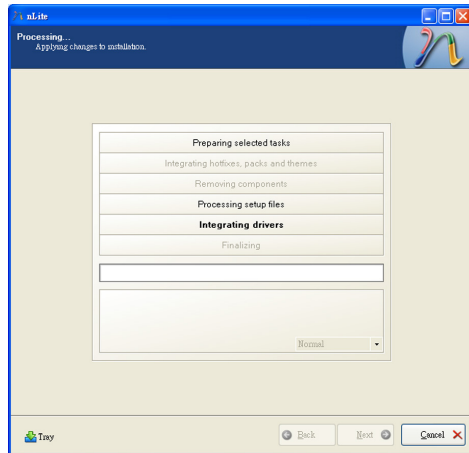 nLite
Processing...
Applying changes to installation.
Preparing selected tasks
Integrating hotfixes, packs and themes
Removing components
Processing setup files
Integrating drivers
Finalizing
Normal
Tray
Back
Next
Cancel